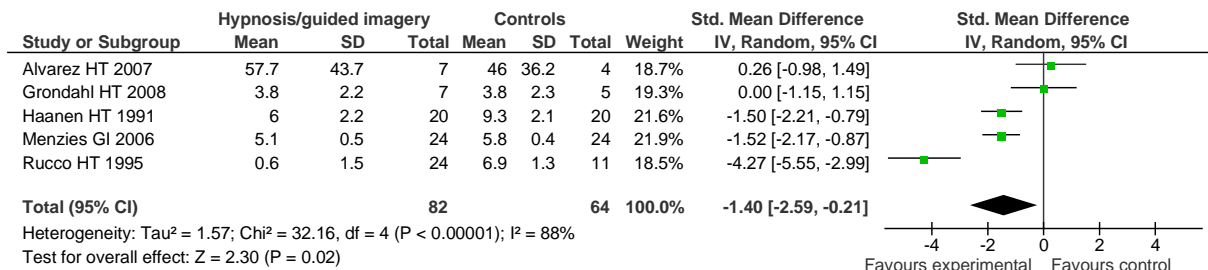 Hypnosis/guided imagery Controls Std. Mean Difference Std. Mean Difference
Study or Subgroup Mean SD Total Mean SD Total Weight IV, Random, 95% CI IV, Random, 95% CI
Alvarez HT 2007 57.7 43.7 7 46 36.2 4 18.7% 0.26 [-0.98, 1.49]
Grondahl HT 2008 3.8 2.2 7 3.8 2.3 5 19.3% 0.00 [-1.15, 1.15]
Haanen HT 1991 6 2.2 20 9.3 2.1 20 21.6% -1.50 [-2.21, -0.79]
Menzies GI 2006 5.1 0.5 24 5.8 0.4 24 21.9% -1.52 [-2.17, -0.87]
Rucco HT 1995 0.6 1.5 24 6.9 1.3 11 18.5% -4.27 [-5.55, -2.99]
Total (95% CI) 82 64 100.0% -1.40 [-2.59, -0.21]
Heterogeneity: Tau² = 1.57; Chi² = 32.16, df = 4 (P < 0.00001); I² = 88%
Test for overall effect: Z = 2.30 (P = 0.02)
-4 -2 0 2 4
Favours experimental Favours control